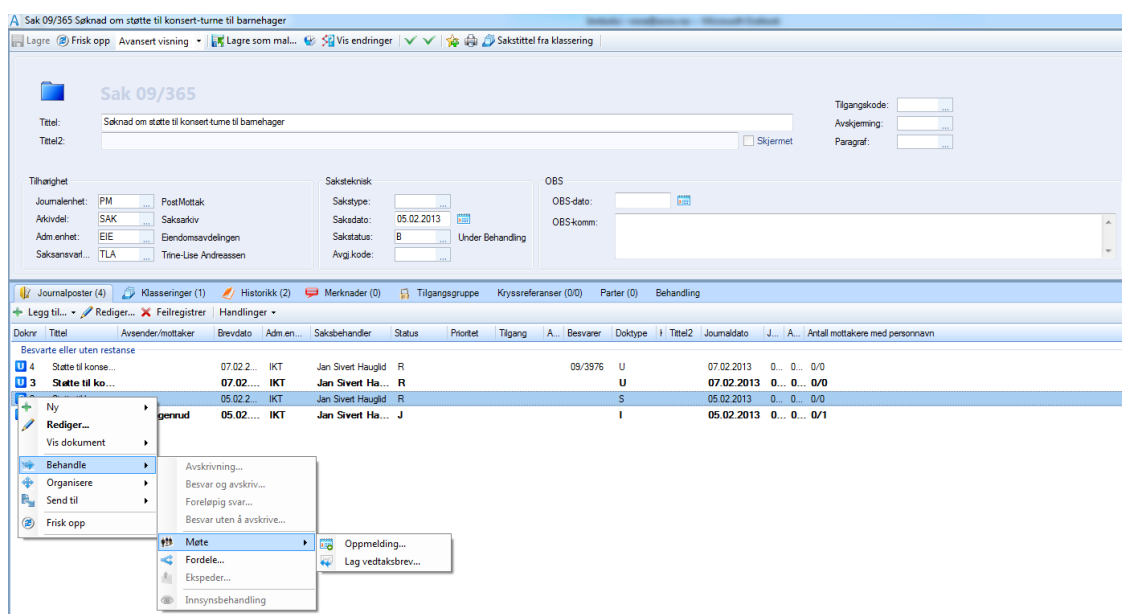 Sak 09/365 Søknad om støtte til konsert-turne til barnehager
Lagre Frisk opp Avansert visning Lagre som mal... Vis endringer Sakstittel fra klassering
Sak 09/365
Tittel: Søknad om støtte til konsert-turne til barnehager
Tittel2: Skjermet
Tilgangskode: ...
Avskjerming: ...
Paragraf: ...
Tilhørighet
Journalenhet: PM ... PostMottak
Arkivdel: SAK ... Saksarkiv
Adm.enhet: EIE ... Eiendomsavdelingen
Saksansvarl... TLA ... Trine-Lise Andreassen
Saksteknisk
Sakstype: ...
Saksdato: 05.02.2013
Sakstatus: B ... Under Behandling
Avgj.kode: ...
OBS
OBS-dato:
OBS-komm:
Journalposter (4) Klasseringer (1) Historikk (2) Merknader (0) Tilgangsgruppe Kryssreferanser (0/0) Parter (0) Behandling
Legg til... Rediger... Feilregistrer Handlinger
Doknr Tittel Avsender/mottaker Brevdato Adm.en... Saksbehandler Status Prioritet Tilgang A... Besvarer Doktype Tittel2 Journaldato J... A... Antall mottakere med personnavn
Besvarte eller uten restanse
U 4 Støtte til konse... 07.02.2... IKT Jan Sivert Hauglid R 09/3976 U 07.02.2013 0... 0... 0/0
U 3 Støtte til ko... 07.02.... IKT Jan Sivert Ha... R U 07.02.2013 0... 0... 0/0
05.02.2... IKT Jan Sivert Hauglid R S 05.02.2013 0... 0... 0/0
genrud 05.02.... IKT Jan Sivert Ha... J I 05.02.2013 0... 0... 0/1
Ny
Rediger...
Vis dokument
Behandle
Organisere
Send til
Frisk opp
Avskrivning...
Besvar og avskriv...
Foreløpig svar...
Besvar uten å avskrive...
Møte
Fordele...
Ekspeder...
Innsynsbehandling
Oppmelding...
Lag vedtaksbrev...